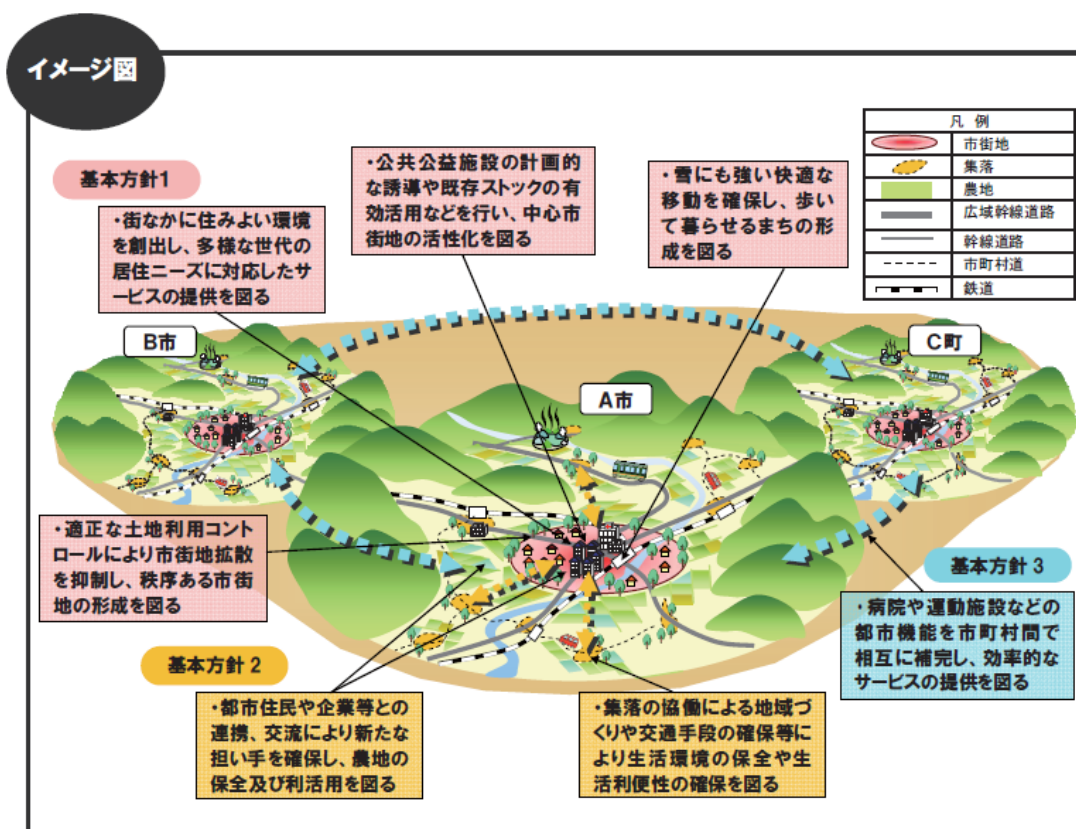 イメージ図
凡 例
市街地
集落
農地
広域幹線道路
幹線道路
市町村道
鉄道
基本方針1
・街なかに住みよい環境
を創出し、多様な世代の
居住ニーズに対応したサ
ービスの提供を図る
・公共公益施設の計画的
な誘導や既存ストックの有
効活用などを行い、中心市
街地の活性化を図る
・雪にも強い快適な
移動を確保し、歩い
て暮らせるまちの形
成を図る
B市
A市
C町
・適正な土地利用コント
ロールにより市街地拡散
を抑制し、秩序ある市街
地の形成を図る
基本方針2
・都市住民や企業等との
連携、交流により新たな
担い手を確保し、農地の
保全及び利活用を図る
・集落の協働による地域づ
くりや交通手段の確保等に
より生活環境の保全や生
活利便性の確保を図る
基本方針3
・病院や運動施設などの
都市機能を市町村間で
相互に補完し、効率的な
サービスの提供を図る